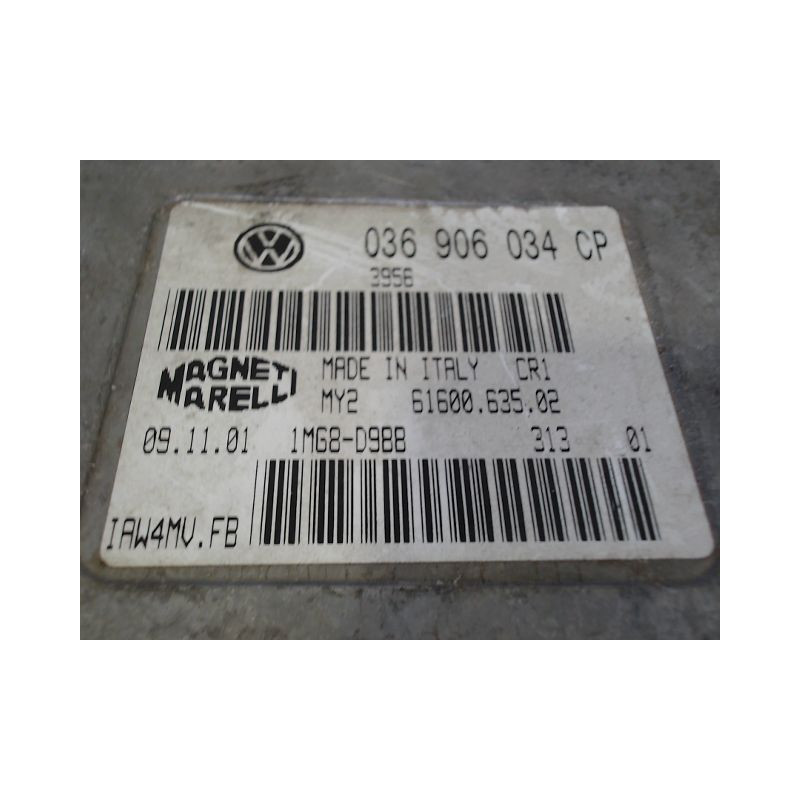 036 906 034 CP
3956
MAGNETI MARELLI
MADE IN ITALY CR1
MY2 61600.635.02
09.11.01 1MG8-D988 313 01
IAW4MV.FB